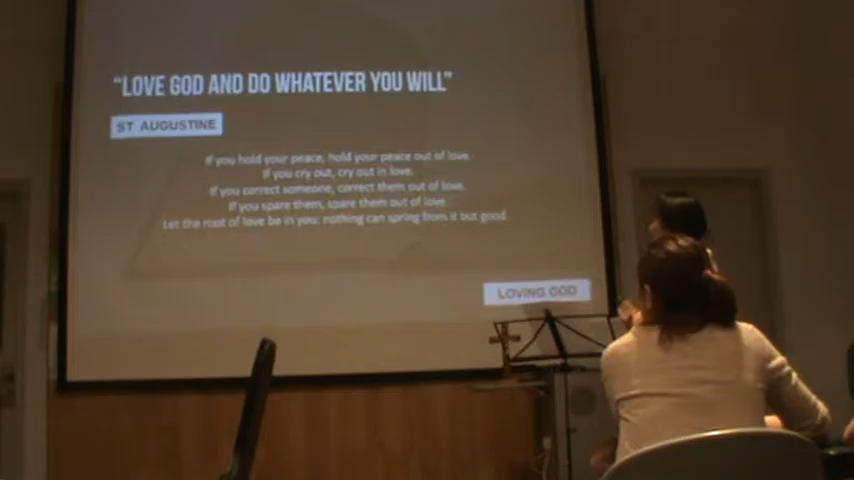 “LOVE GOD AND DO WHATEVER YOU WILL”
ST AUGUSTINE
If you hold your peace, hold your peace out of love.
If you cry out, cry out in love.
If you correct someone, correct them out of love.
If you spare them, spare them out of love.
Let the root of love be in you: nothing can spring from it but good.
LOVING GOD